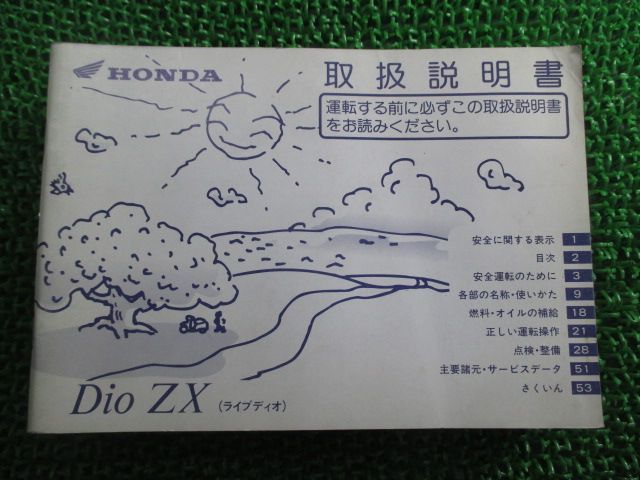 HONDA
取扱説明書
運転する前に必ずこの取扱説明書
をお読みください。
安全に関する表示 1
目次 2
安全運転のために 3
各部の名称・使いかた 9
燃料・オイルの補給 18
正しい運転操作 21
点検・整備 28
主要諸元・サービスデータ 51
さくいん 53
Dio ZX (ライブディオ)